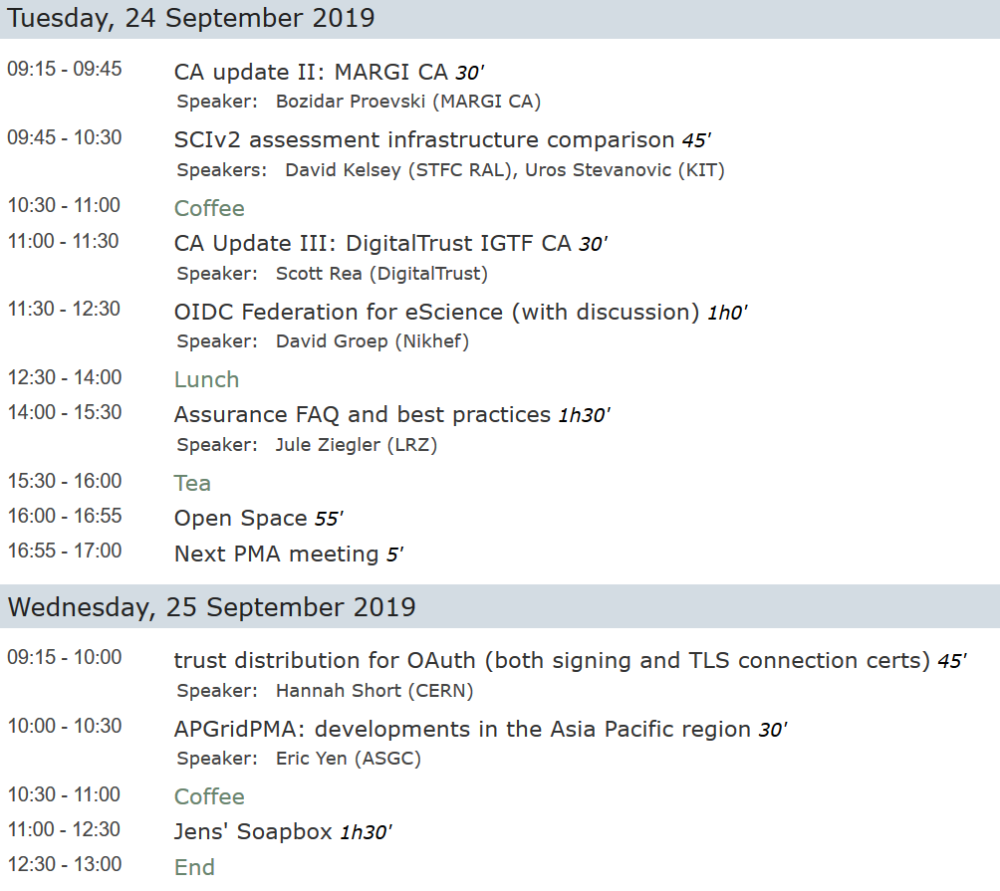 Tuesday, 24 September 2019
09:15 - 09:45 CA update II: MARGI CA 30'
Speaker: Bozidar Proevski (MARGI CA)
09:45 - 10:30 SCIv2 assessment infrastructure comparison 45'
Speakers: David Kelsey (STFC RAL), Uros Stevanovic (KIT)
10:30 - 11:00 Coffee
11:00 - 11:30 CA Update III: DigitalTrust IGTF CA 30'
Speaker: Scott Rea (DigitalTrust)
11:30 - 12:30 OIDC Federation for eScience (with discussion) 1h0'
Speaker: David Groep (Nikhef)
12:30 - 14:00 Lunch
14:00 - 15:30 Assurance FAQ and best practices 1h30'
Speaker: Jule Ziegler (LRZ)
15:30 - 16:00 Tea
16:00 - 16:55 Open Space 55'
16:55 - 17:00 Next PMA meeting 5'
Wednesday, 25 September 2019
09:15 - 10:00 trust distribution for OAuth (both signing and TLS connection certs) 45'
Speaker: Hannah Short (CERN)
10:00 - 10:30 APGridPMA: developments in the Asia Pacific region 30'
Speaker: Eric Yen (ASGC)
10:30 - 11:00 Coffee
11:00 - 12:30 Jens' Soapbox 1h30'
12:30 - 13:00 End